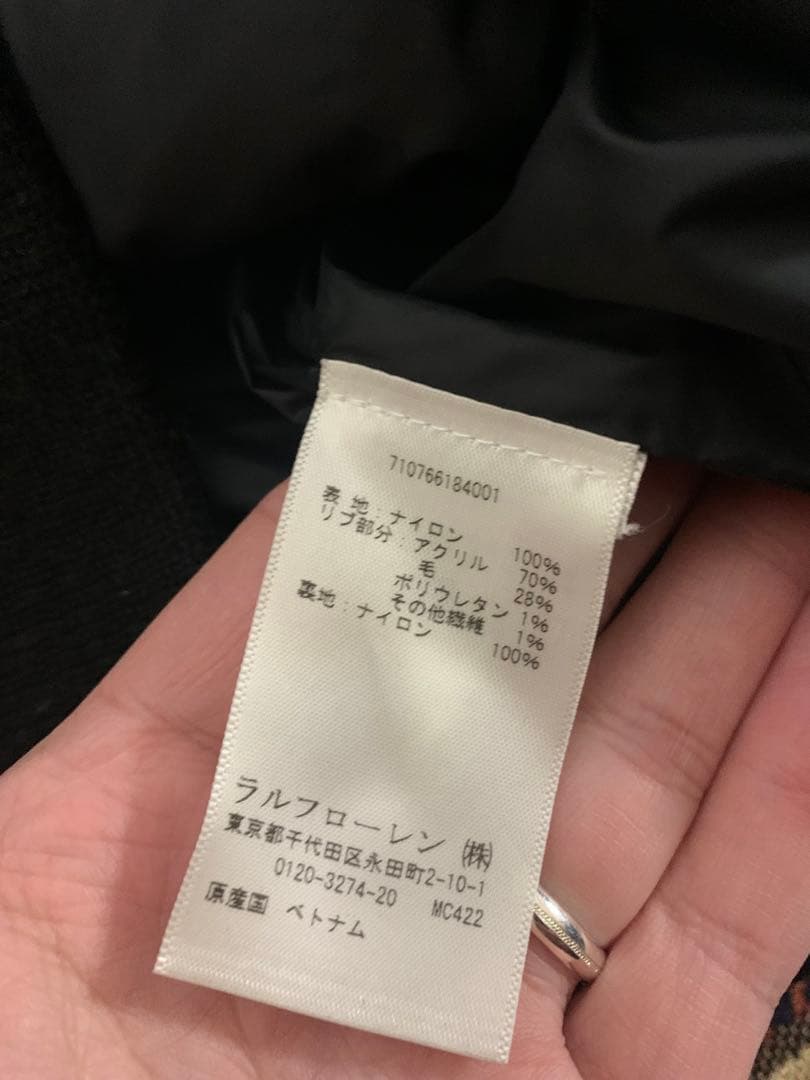 710766184001
表 地:ナイロン 100%
リブ部分:アクリル 70%
毛 28%
ポリウレタン 1%
その他繊維 1%
裏地:ナイロン 100%
ラルフローレン ㈱
東京都千代田区永田町2-10-1
0120-3274-20 MC422
原産国 ベトナム